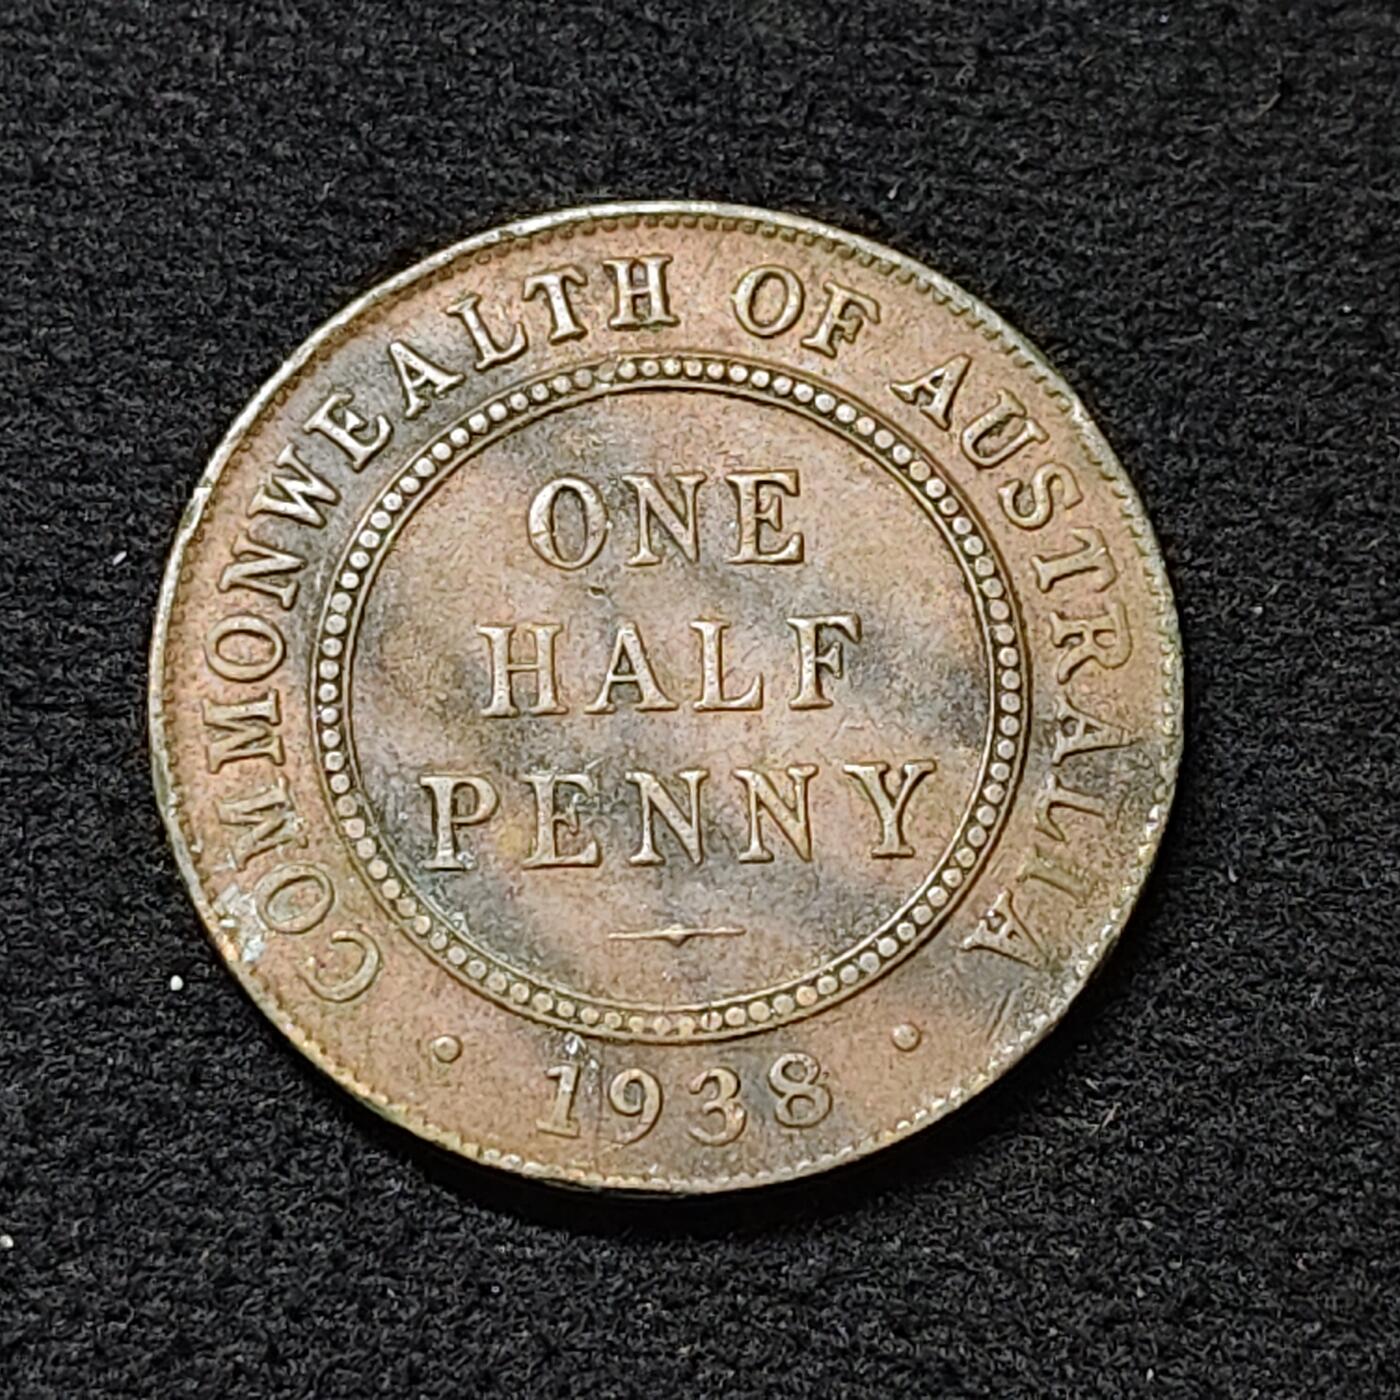 COMMONWEALTH OF AUSTRALIA
ONE
HALF
PENNY
1938